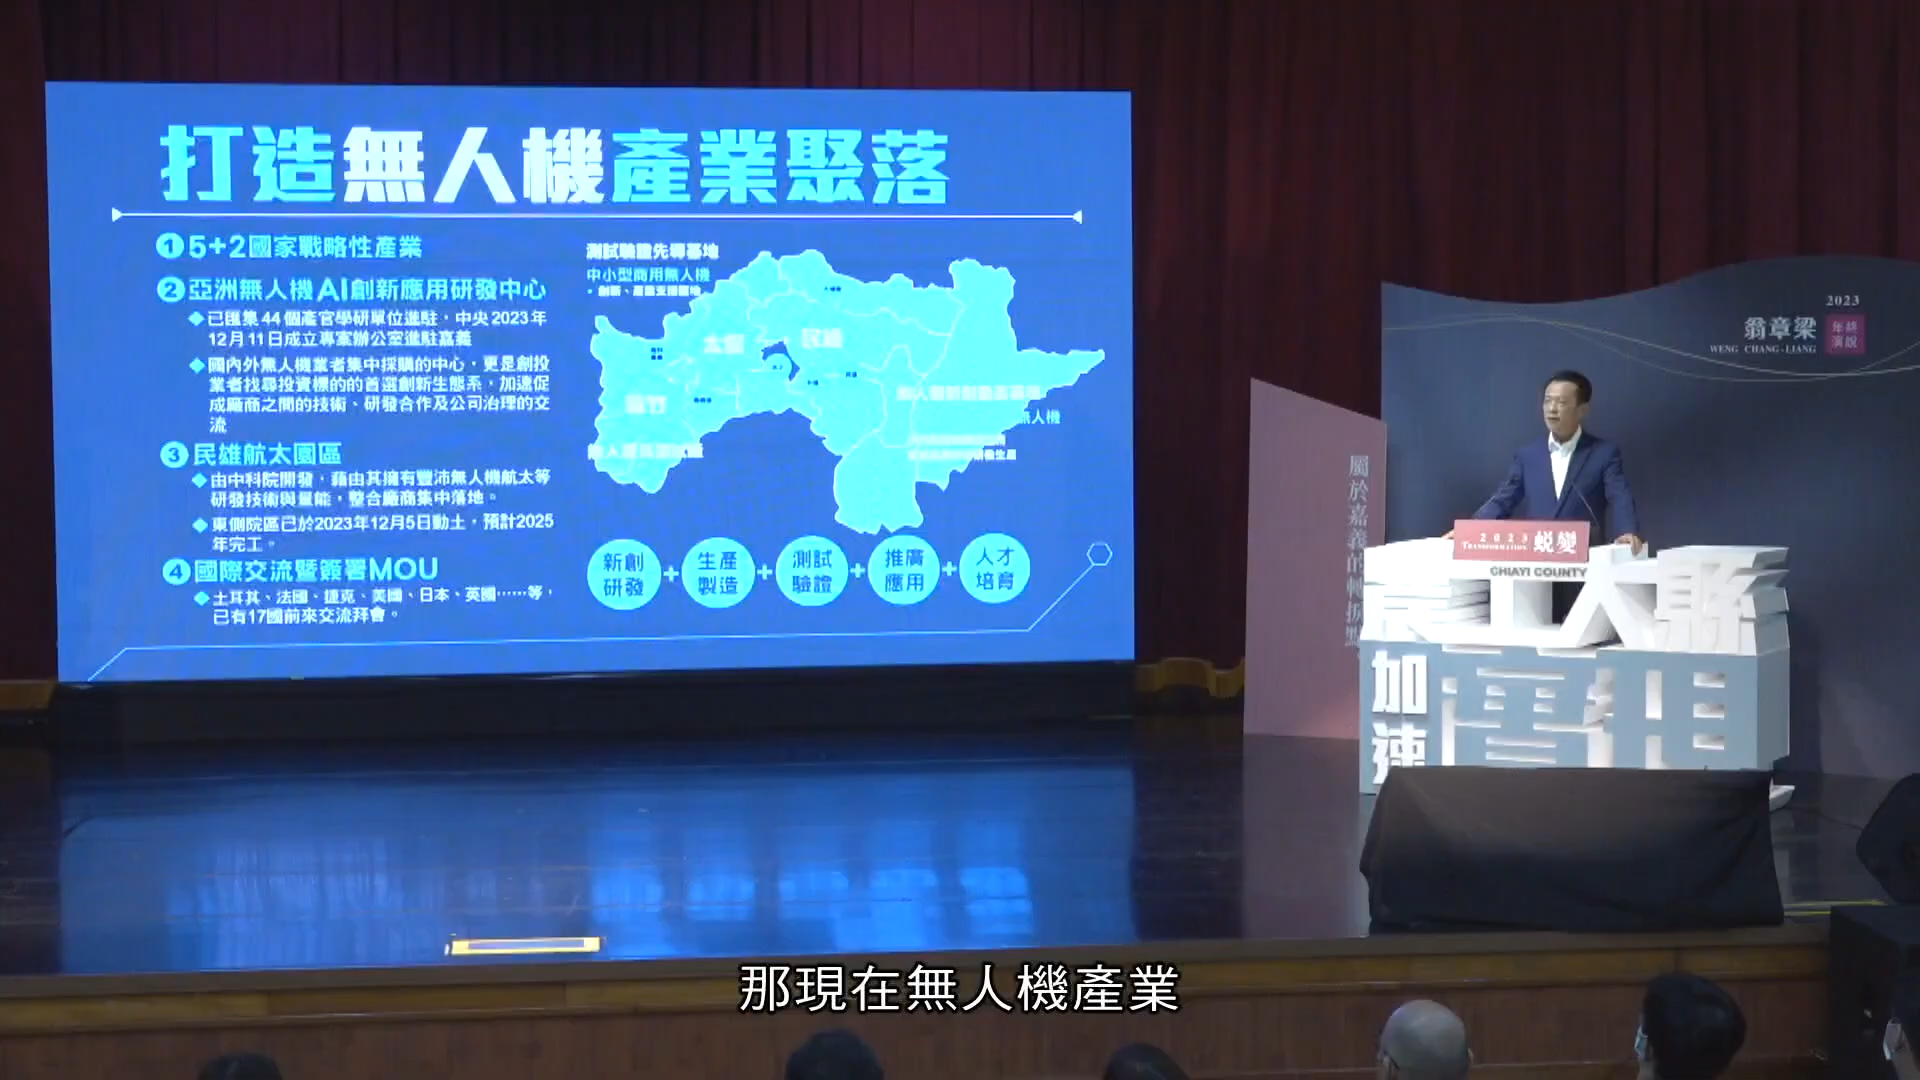 打造無人機產業聚落
1 5+2國家戰略性產業
2 亞洲無人機AI創新應用研發中心
◆已匯集44個產官學研單位進駐，中央2023年
12月11日成立專案辦公室進駐嘉義
◆國內外無人機業者集中採購的中心，更是創投
業者找尋投資標的的首選創新生態系，加速促
成廠商之間的技術、研發合作及公司治理的交
流
3 民雄航太園區
◆由中科院開發，藉由其擁有豐沛無人機航太等
研發技術與量能，整合廠商集中落地。
◆東側院區已於2023年12月5日動土，預計2025
年完工。
4 國際交流暨簽署MOU
◆土耳其、法國、捷克、美國、日本、英國……等，
已有17國前來交流拜會。
測試驗證先導基地
中小型商用無人機
太保
民雄
無人機
新創
研發
+
生產
製造
+
測試
驗證
+
推廣
應用
+
人才
培育
2023
翁章梁
WENG CHANG-LIANG
年終
演說
屬於嘉義的轉捩點
2023
TRANSFORMATION
蛻變
CHIAYI COUNTY
農工大縣
加速
那現在無人機產業